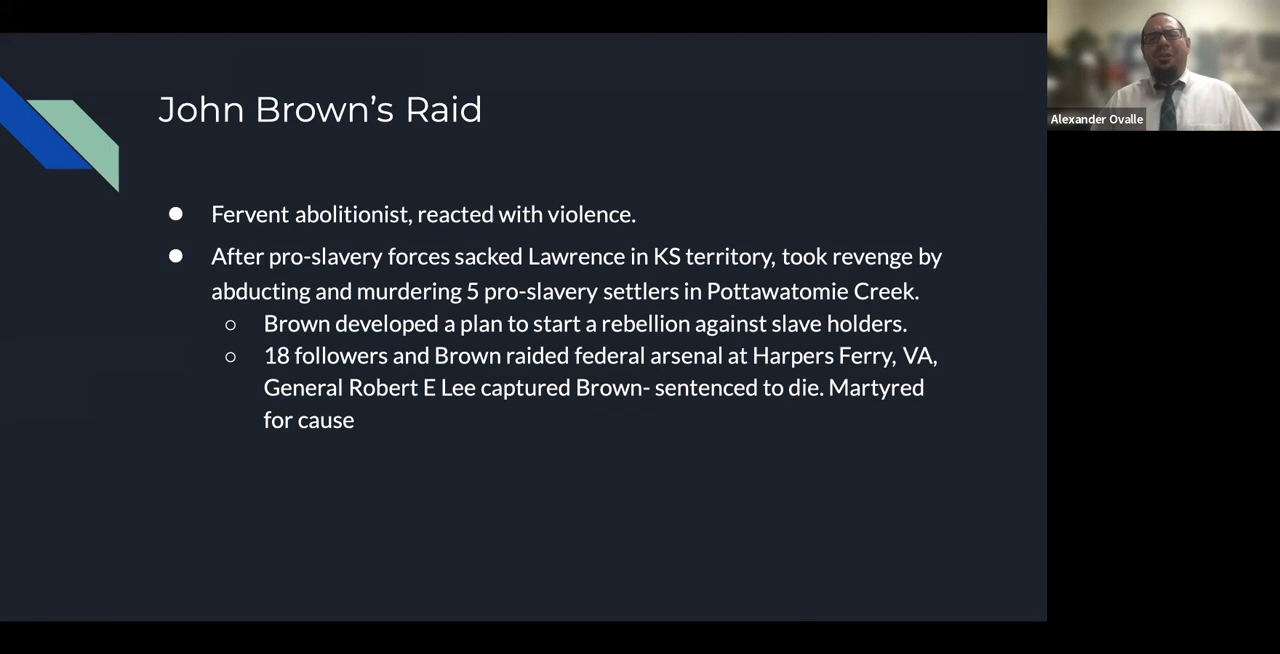 John Brown's Raid
● Fervent abolitionist, reacted with violence.
● After pro-slavery forces sacked Lawrence in KS territory, took revenge by
abducting and murdering 5 pro-slavery settlers in Pottawatomie Creek.
○ Brown developed a plan to start a rebellion against slave holders.
○ 18 followers and Brown raided federal arsenal at Harpers Ferry, VA,
General Robert E Lee captured Brown- sentenced to die. Martyred
for cause
Alexander Ovalle